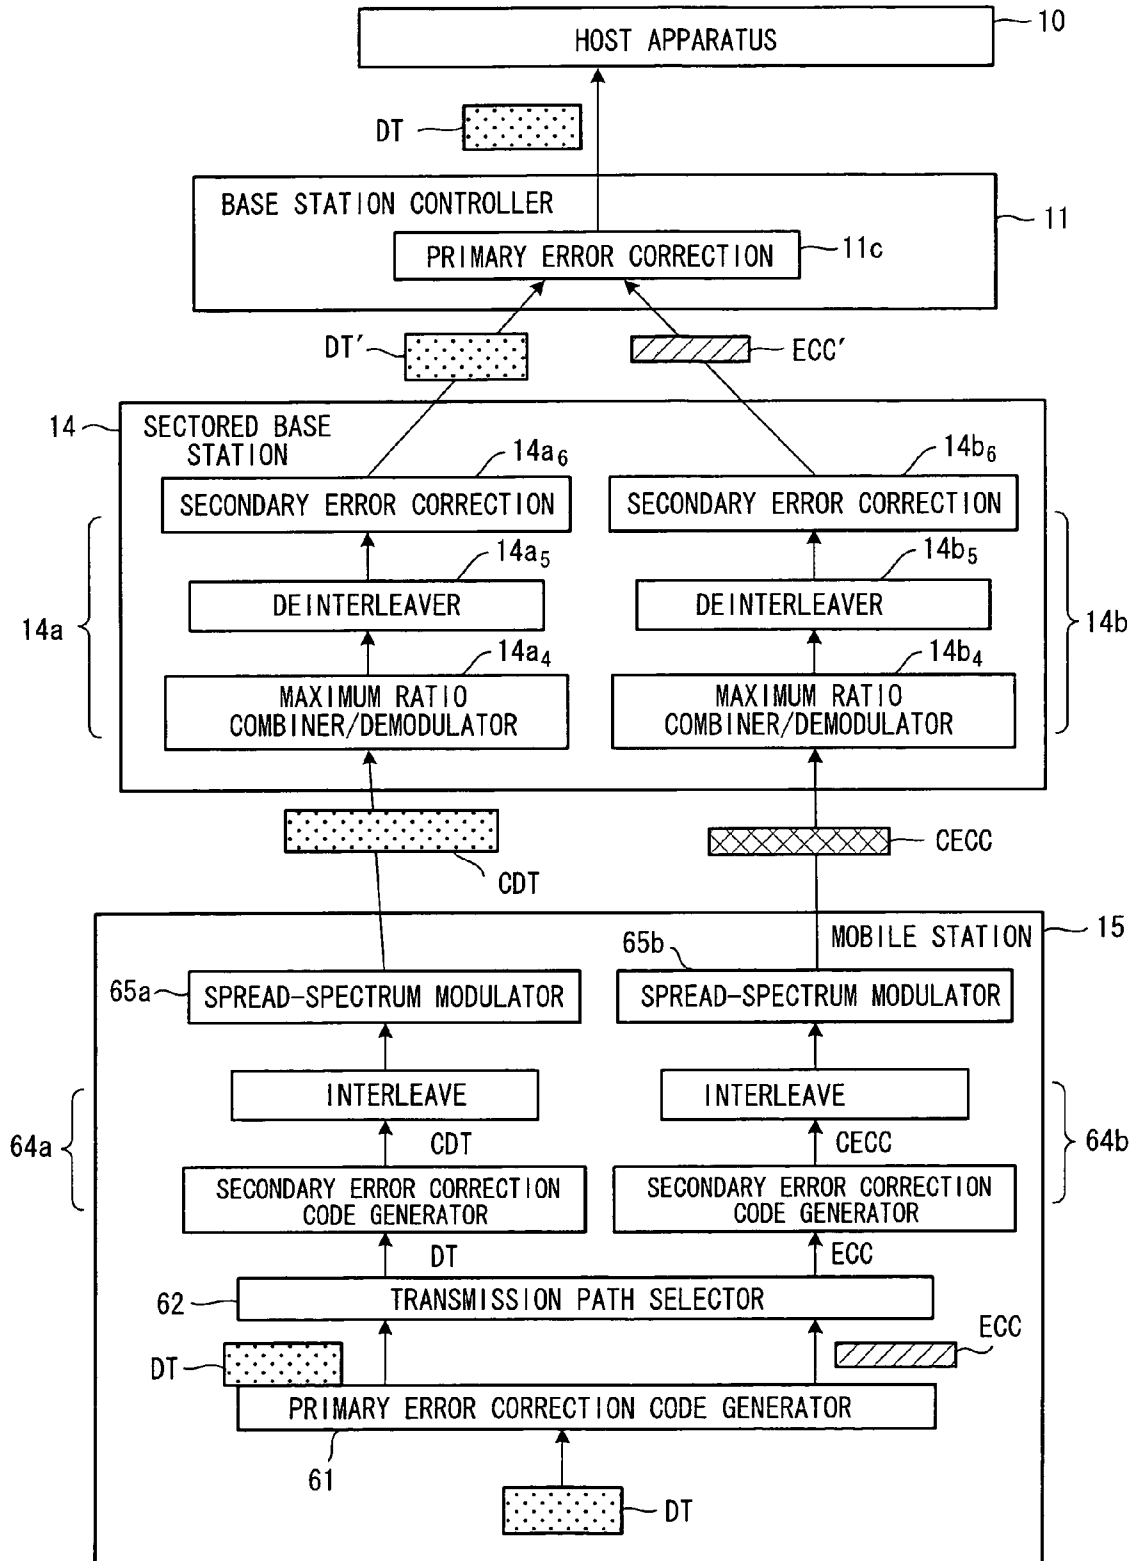 10
HOST APPARATUS
DT
BASE STATION CONTROLLER
11
PRIMARY ERROR CORRECTION
11c
DT′
ECC′
14
SECTORED BASE
STATION
14a6
14b6
SECONDARY ERROR CORRECTION
SECONDARY ERROR CORRECTION
14a5
14b5
DEINTERLEAVER
DEINTERLEAVER
14a
14b
14a4
14b4
MAXIMUM RATIO
COMBINER/DEMODULATOR
MAXIMUM RATIO
COMBINER/DEMODULATOR
CDT
CECC
MOBILE STATION
15
65a
65b
SPREAD-SPECTRUM MODULATOR
SPREAD-SPECTRUM MODULATOR
INTERLEAVE
INTERLEAVE
64a
64b
CDT
CECC
SECONDARY ERROR CORRECTION
CODE GENERATOR
SECONDARY ERROR CORRECTION
CODE GENERATOR
DT
ECC
62
TRANSMISSION PATH SELECTOR
DT
ECC
PRIMARY ERROR CORRECTION CODE GENERATOR
61
DT